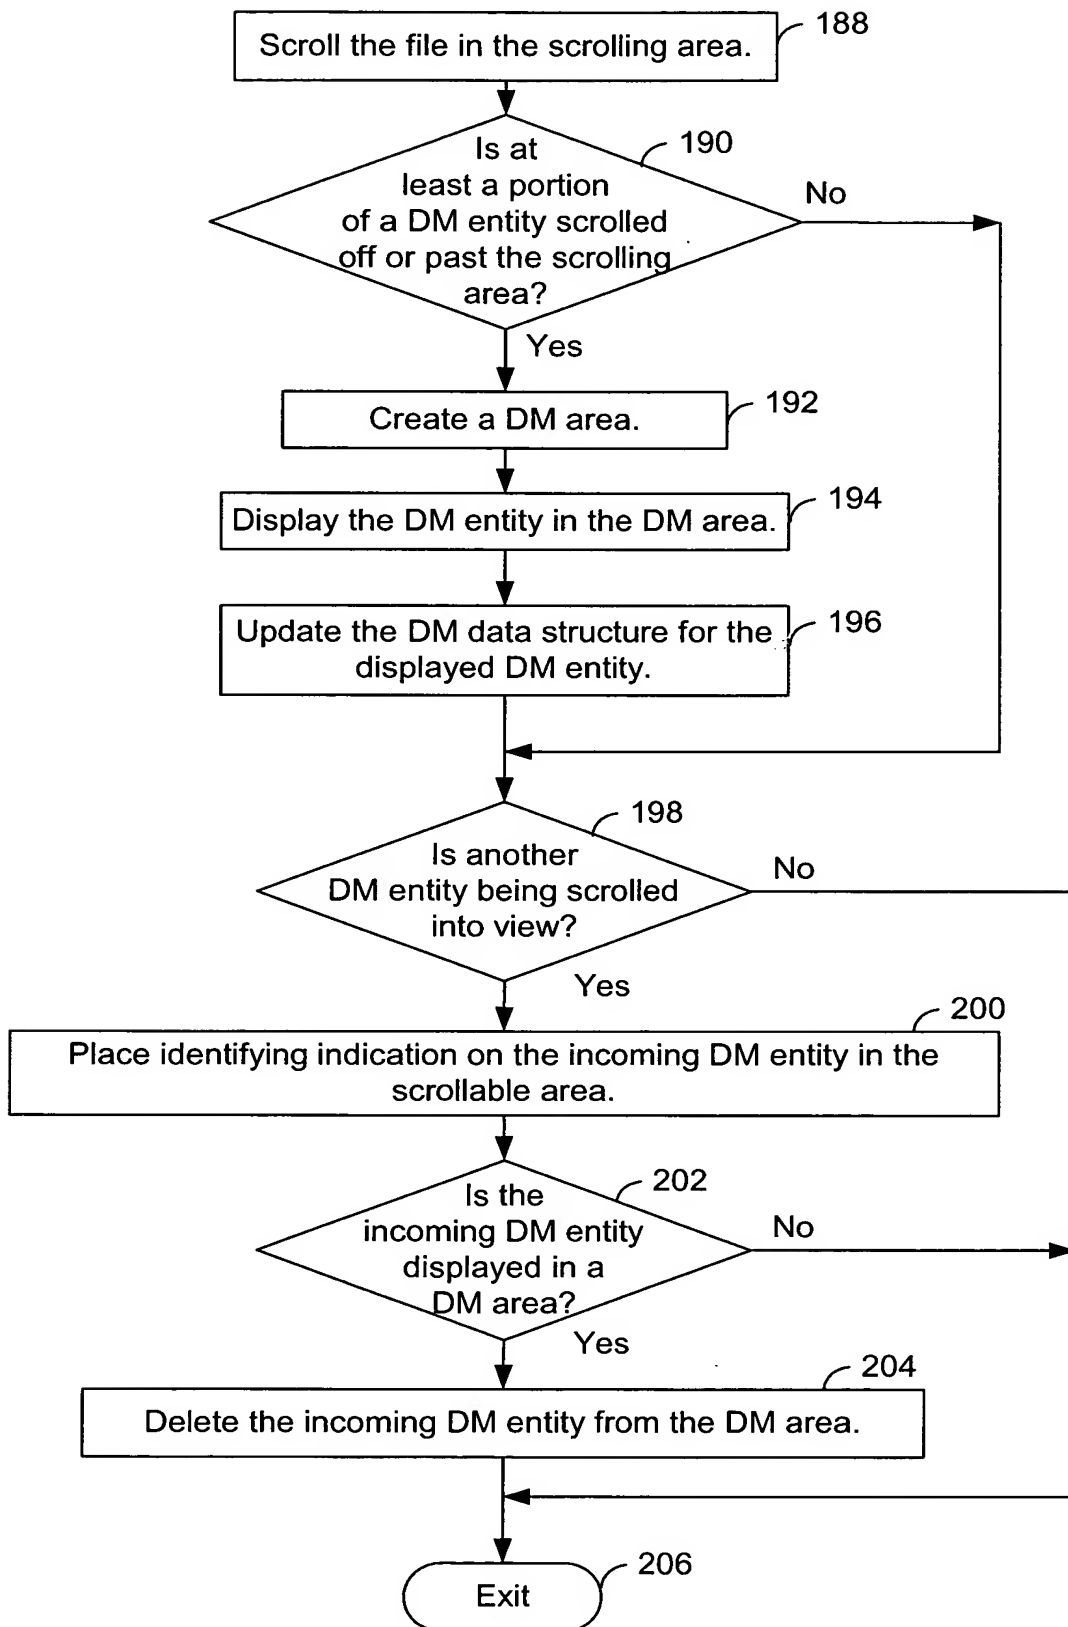 Scroll the file in the scrolling area.
188
Is at
least a portion
of a DM entity scrolled
off or past the scrolling
area?
190
No
Yes
Create a DM area.
192
Display the DM entity in the DM area.
194
Update the DM data structure for the
displayed DM entity.
196
Is another
DM entity being scrolled
into view?
198
No
Yes
200
Place identifying indication on the incoming DM entity in the
scrollable area.
Is the
incoming DM entity
displayed in a
DM area?
202
No
Yes
204
Delete the incoming DM entity from the DM area.
Exit
206